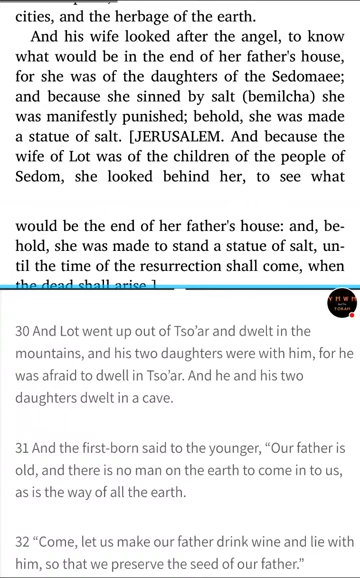 cities, and the herbage of the earth.
And his wife looked after the angel, to know
what would be in the end of her father's house,
for she was of the daughters of the Sedomaee;
and because she sinned by salt (bemilcha) she
was manifestly punished; behold, she was made
a statue of salt. [JERUSALEM. And because the
wife of Lot was of the children of the people of
Sedom, she looked behind her, to see what
would be the end of her father's house: and, be-
hold, she was made to stand a statue of salt, un-
til the time of the resurrection shall come, when
the dead shall arise.]
Y M W M
TORAH
30 And Lot went up out of Tso’ar and dwelt in the
mountains, and his two daughters were with him, for he
was afraid to dwell in Tso’ar. And he and his two
daughters dwelt in a cave.
31 And the first-born said to the younger, “Our father is
old, and there is no man on the earth to come in to us,
as is the way of all the earth.
32 “Come, let us make our father drink wine and lie with
him, so that we preserve the seed of our father.”